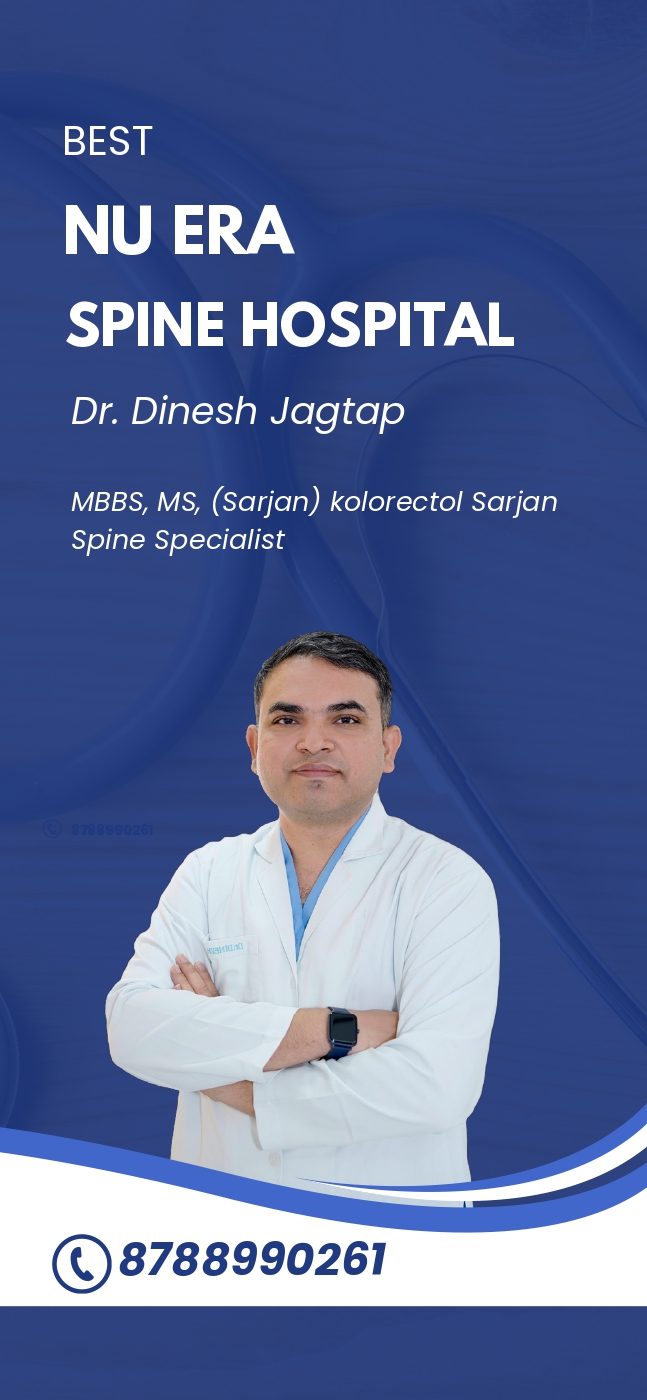 BEST
NU ERA
SPINE HOSPITAL
Dr. Dinesh Jagtap
MBBS, MS, (Sarjan) kolorectol Sarjan
Spine Specialist
8788990261
8788990261